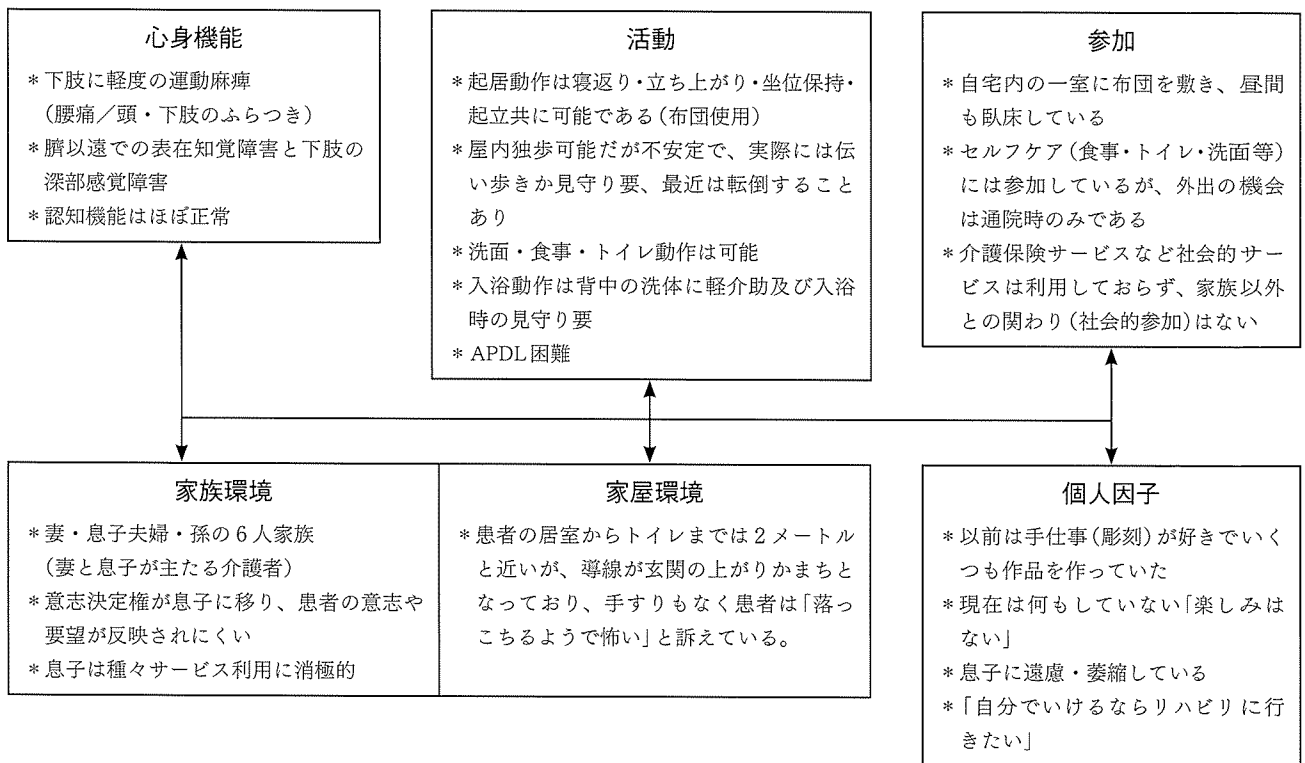 心身機能
*下肢に軽度の運動麻痺
(腰痛/頭・下肢のふらつき)
*臍以遠での表在知覚障害と下肢の
深部感覚障害
*認知機能はほぼ正常
活動
*起居動作は寝返り・立ち上がり・坐位保持・
起立共に可能である(布団使用)
*屋内独歩可能だが不安定で、実際には伝
い歩きか見守り要、最近は転倒すること
あり
*洗面・食事・トイレ動作は可能
*入浴動作は背中の洗体に軽介助及び入浴
時の見守り要
*APDL困難
参加
*自宅内の一室に布団を敷き、昼間
も臥床している
*セルフケア(食事・トイレ・洗面等)
には参加しているが、外出の機会
は通院時のみである
*介護保険サービスなど社会的サー
ビスは利用しておらず、家族以外
との関わり(社会的参加)はない
家族環境
*妻・息子夫婦・孫の6人家族
(妻と息子が主たる介護者)
*意志決定権が息子に移り、患者の意志や
要望が反映されにくい
*息子は種々サービス利用に消極的
家屋環境
*患者の居室からトイレまでは2メートル
と近いが、導線が玄関の上がりかまちと
なっており、手すりもなく患者は「落っ
こちるようで怖い」と訴えている。
個人因子
*以前は手仕事(彫刻)が好きでいく
つも作品を作っていた
*現在は何もしていない「楽しみは
ない」
*息子に遠慮・萎縮している
*「自分でいけるならリハビリに行
きたい」